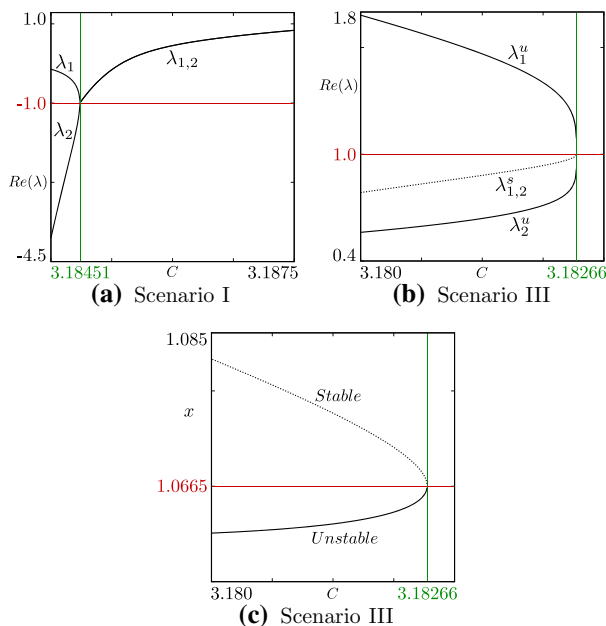 1.0
λ₁
λ₁,₂
-1.0
λ₂
Re(λ)
-4.5
3.18451
C
3.1875
(a) Scenario I
1.8
λ₁ᵘ
Re(λ)
1.0
λ₁,₂ˢ
λ₂ᵘ
0.4
3.180
C
3.18266
(b) Scenario III
1.085
Stable
x
1.0665
Unstable
3.180
C
3.18266
(c) Scenario III